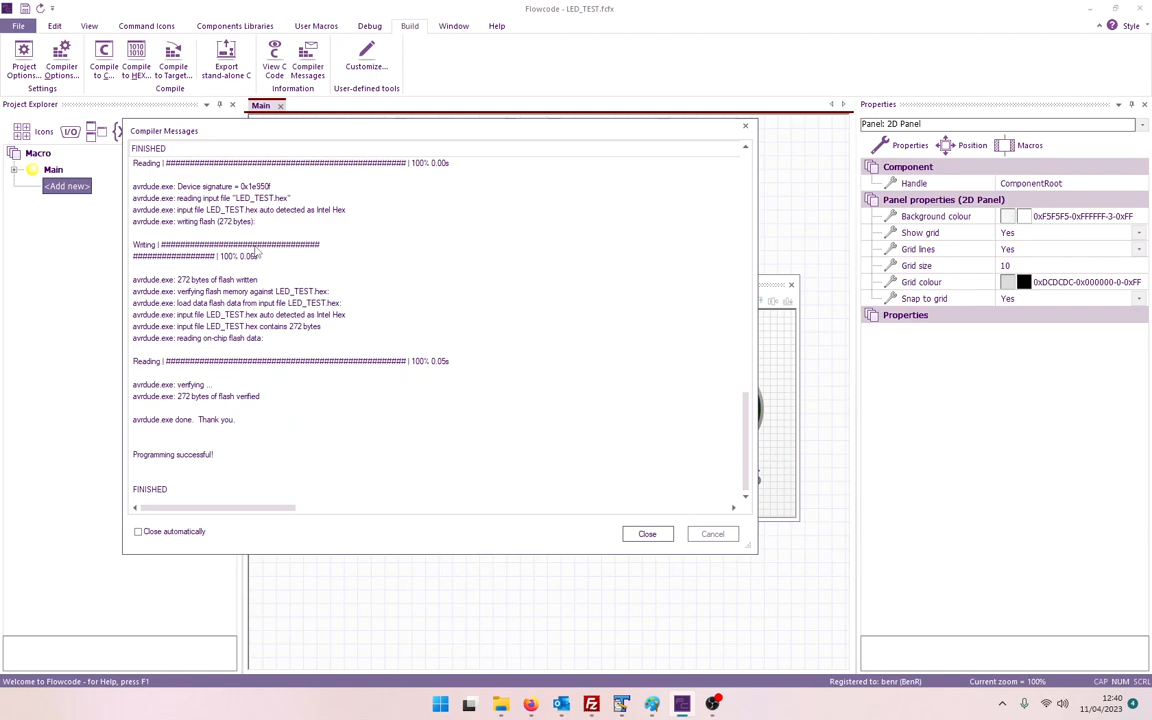 Flowcode - LED_TEST.fcfx
File Edit View Command Icons Components Libraries User Macros Debug Build Window Help Style
Project Options...
Compiler Options...
Settings
Compile to C...
Compile to HEX...
Compile to Target...
Compile
Export stand-alone C
View C Code
Compiler Messages
Information
Customize...
User-defined tools
Project Explorer
Icons I/O
Macro
Main
<Add new>
Main
Compiler Messages
FINISHED
Reading | ################################################## | 100% 0.00s
avrdude.exe: Device signature = 0x1e950f
avrdude.exe: reading input file "LED_TEST.hex"
avrdude.exe: input file LED_TEST.hex auto detected as Intel Hex
avrdude.exe: writing flash (272 bytes):
Writing | #################################
################# | 100% 0.06s
avrdude.exe: 272 bytes of flash written
avrdude.exe: verifying flash memory against LED_TEST.hex:
avrdude.exe: load data flash data from input file LED_TEST.hex:
avrdude.exe: input file LED_TEST.hex auto detected as Intel Hex
avrdude.exe: input file LED_TEST.hex contains 272 bytes
avrdude.exe: reading on-chip flash data:
Reading | ################################################## | 100% 0.05s
avrdude.exe: verifying ...
avrdude.exe: 272 bytes of flash verified
avrdude.exe done.  Thank you.
Programming successful!
FINISHED
Close automatically
Close
Cancel
Properties
Panel: 2D Panel
Properties Position Macros
Component
Handle ComponentRoot
Panel properties (2D Panel)
Background colour 0xF5F5F5-0xFFFFFF-3-0xFF
Show grid Yes
Grid lines Yes
Grid size 10
Grid colour 0xDCDCDC-0x000000-0-0xFF
Snap to grid Yes
Properties
Welcome to Flowcode - for Help, press F1
Registered to: benr (BenR)
Current zoom = 100%
CAP NUM SCRL
12:40
11/04/2023
4